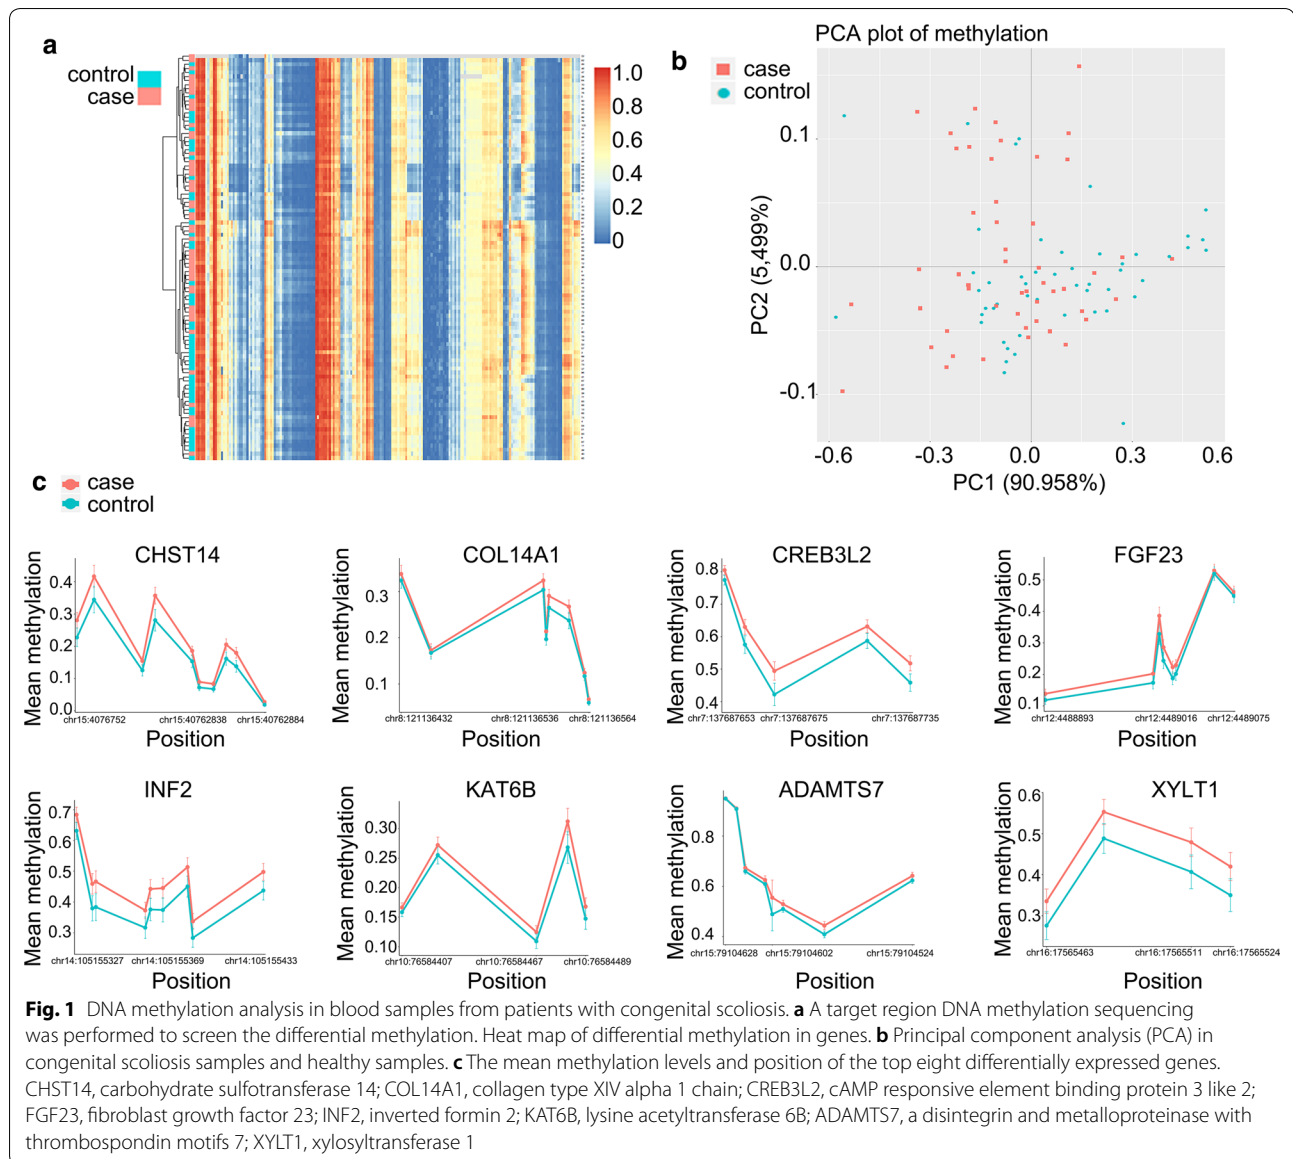 a
control
case
1.0
0.8
0.6
0.4
0.2
0
b
PCA plot of methylation
case
control
PC2 (5,499%)
0.1
0.0
-0.1
-0.6
-0.3
0.0
0.3
0.6
PC1 (90.958%)
c
case
control
CHST14
Mean methylation
0.4
0.3
0.2
0.1
0.0
chr15:4076752
chr15:40762838
chr15:40762884
Position
COL14A1
Mean methylation
0.3
0.2
0.1
chr8:121136432
chr8:121136536
chr8:121136564
Position
CREB3L2
Mean methylation
0.8
0.7
0.6
0.5
0.4
chr7:137687653
chr7:137687675
chr7:137687735
Position
FGF23
Mean methylation
0.5
0.4
0.3
0.2
0.1
chr12:4488893
chr12:4489016
chr12:4489075
Position
INF2
Mean methylation
0.7
0.6
0.5
0.4
0.3
chr14:105155327
chr14:105155369
chr14:105155433
Position
KAT6B
Mean methylation
0.30
0.25
0.20
0.15
0.10
chr10:76584407
chr10:76584467
chr10:76584489
Position
ADAMTS7
Mean methylation
0.8
0.6
0.4
chr15:79104628
chr15:79104602
chr15:79104524
Position
XYLT1
Mean methylation
0.6
0.5
0.4
0.3
chr16:17565463
chr16:17565511
chr16:17565524
Position
Fig. 1 DNA methylation analysis in blood samples from patients with congenital scoliosis. a A target region DNA methylation sequencing
was performed to screen the differential methylation. Heat map of differential methylation in genes. b Principal component analysis (PCA) in
congenital scoliosis samples and healthy samples. c The mean methylation levels and position of the top eight differentially expressed genes.
CHST14, carbohydrate sulfotransferase 14; COL14A1, collagen type XIV alpha 1 chain; CREB3L2, cAMP responsive element binding protein 3 like 2;
FGF23, fibroblast growth factor 23; INF2, inverted formin 2; KAT6B, lysine acetyltransferase 6B; ADAMTS7, a disintegrin and metalloproteinase with
thrombospondin motifs 7; XYLT1, xylosyltransferase 1